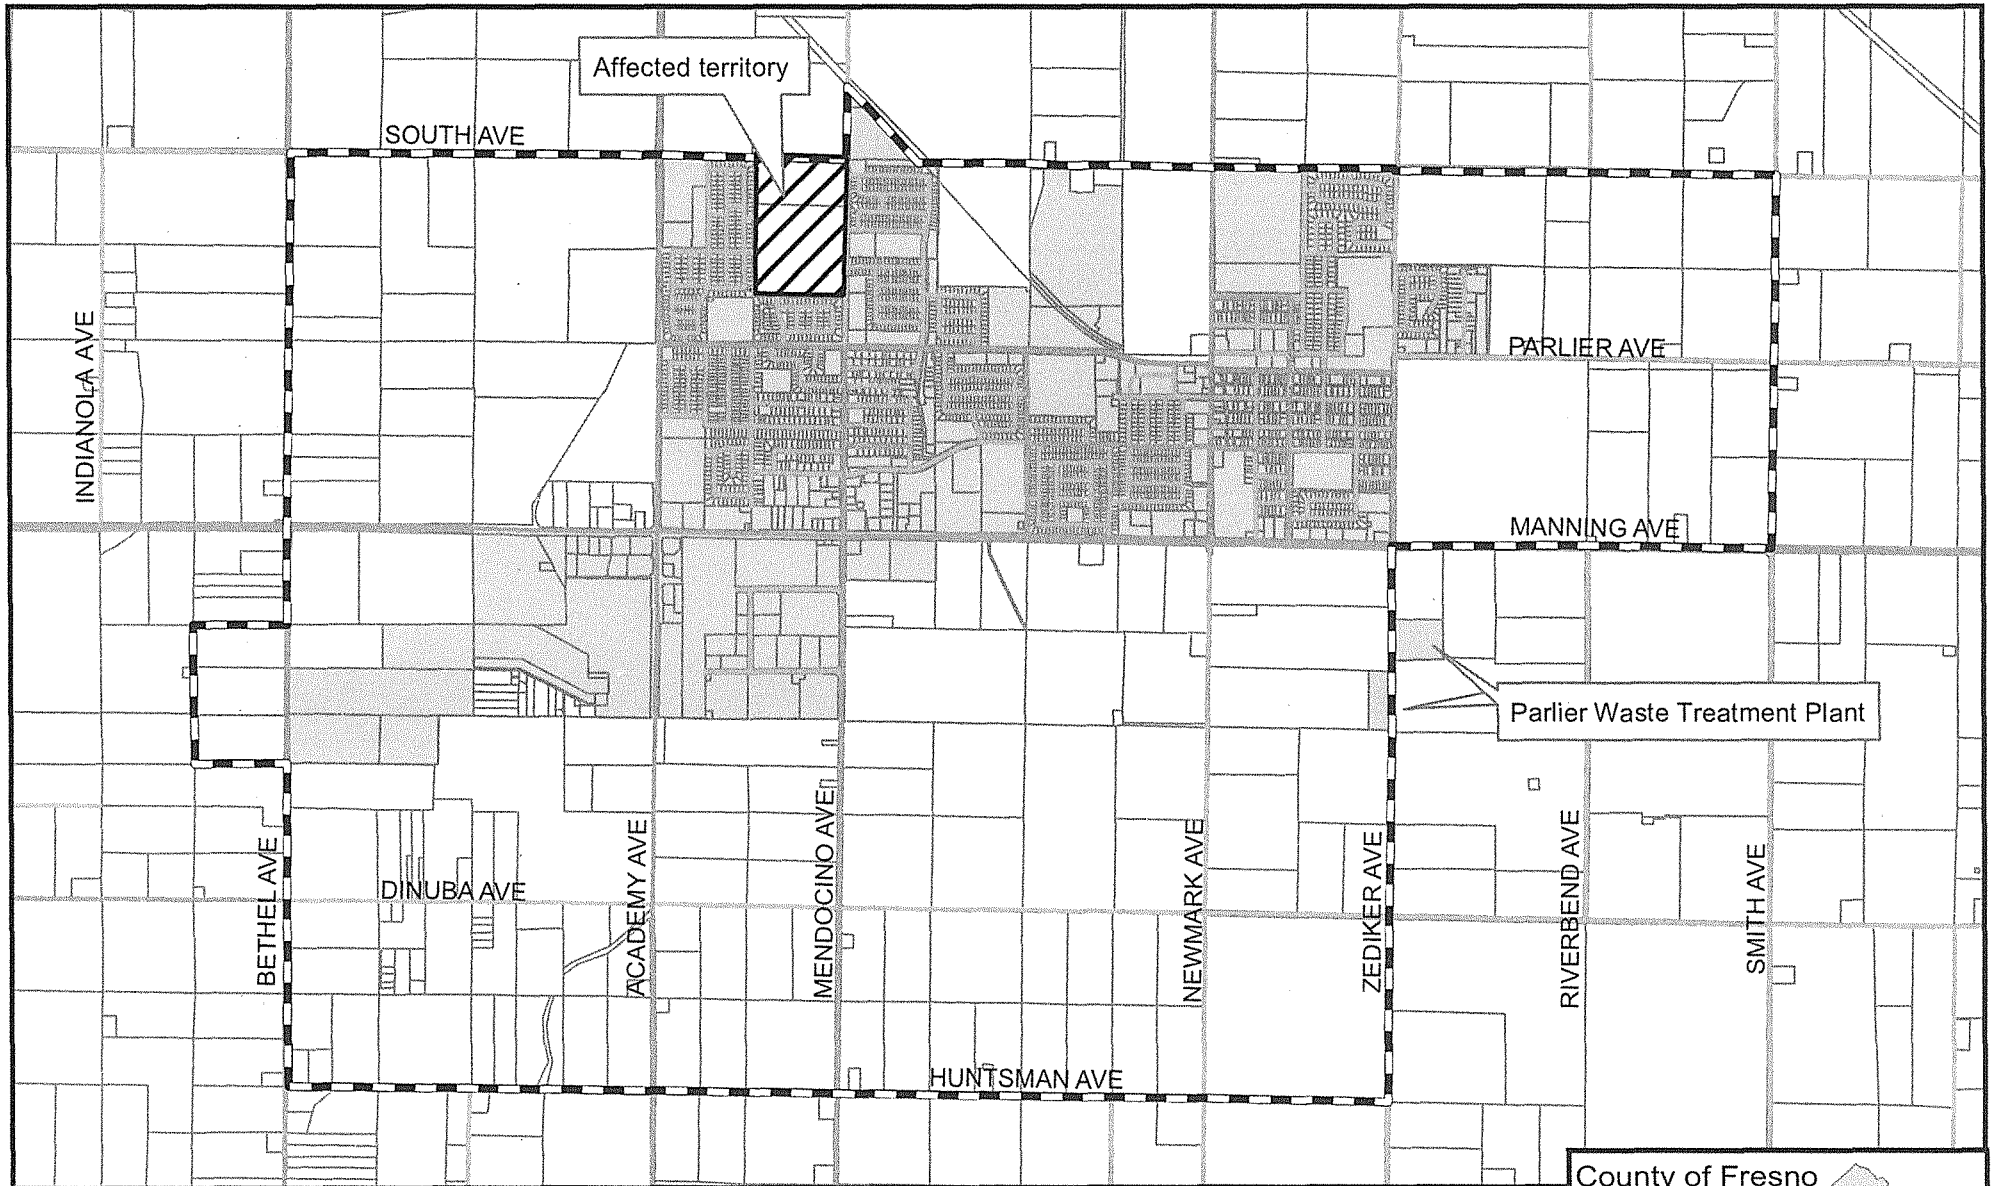 Affected territory
SOUTH AVE
INDIANOLA AVE
PARLIER AVE
MANNING AVE
Parlier Waste Treatment Plant
BETHEL AVE
DINUBA AVE
ACADEMY AVE
MENDOCINO AVE
NEWMARK AVE
ZEDIKER AVE
RIVERBEND AVE
SMITH AVE
HUNTSMAN AVE
County of Fresno